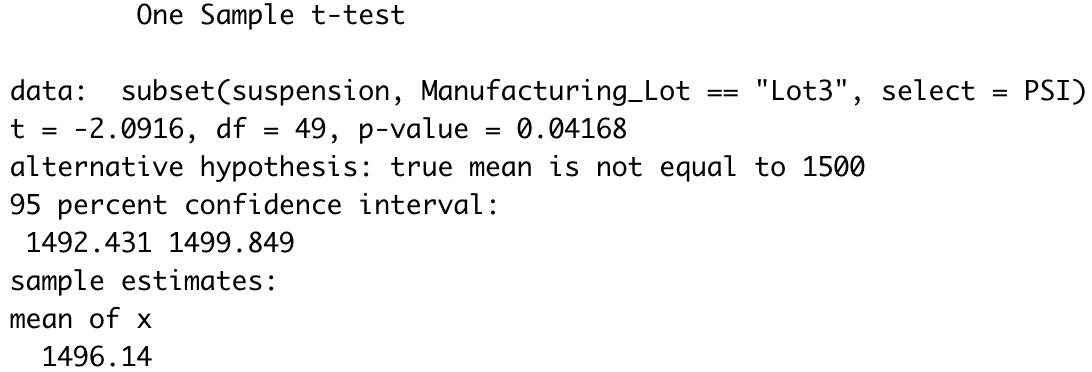 One Sample t-test
data:  subset(suspension, Manufacturing_Lot == "Lot3", select = PSI)
t = -2.0916, df = 49, p-value = 0.04168
alternative hypothesis: true mean is not equal to 1500
95 percent confidence interval:
1492.431 1499.849
sample estimates:
mean of x
1496.14